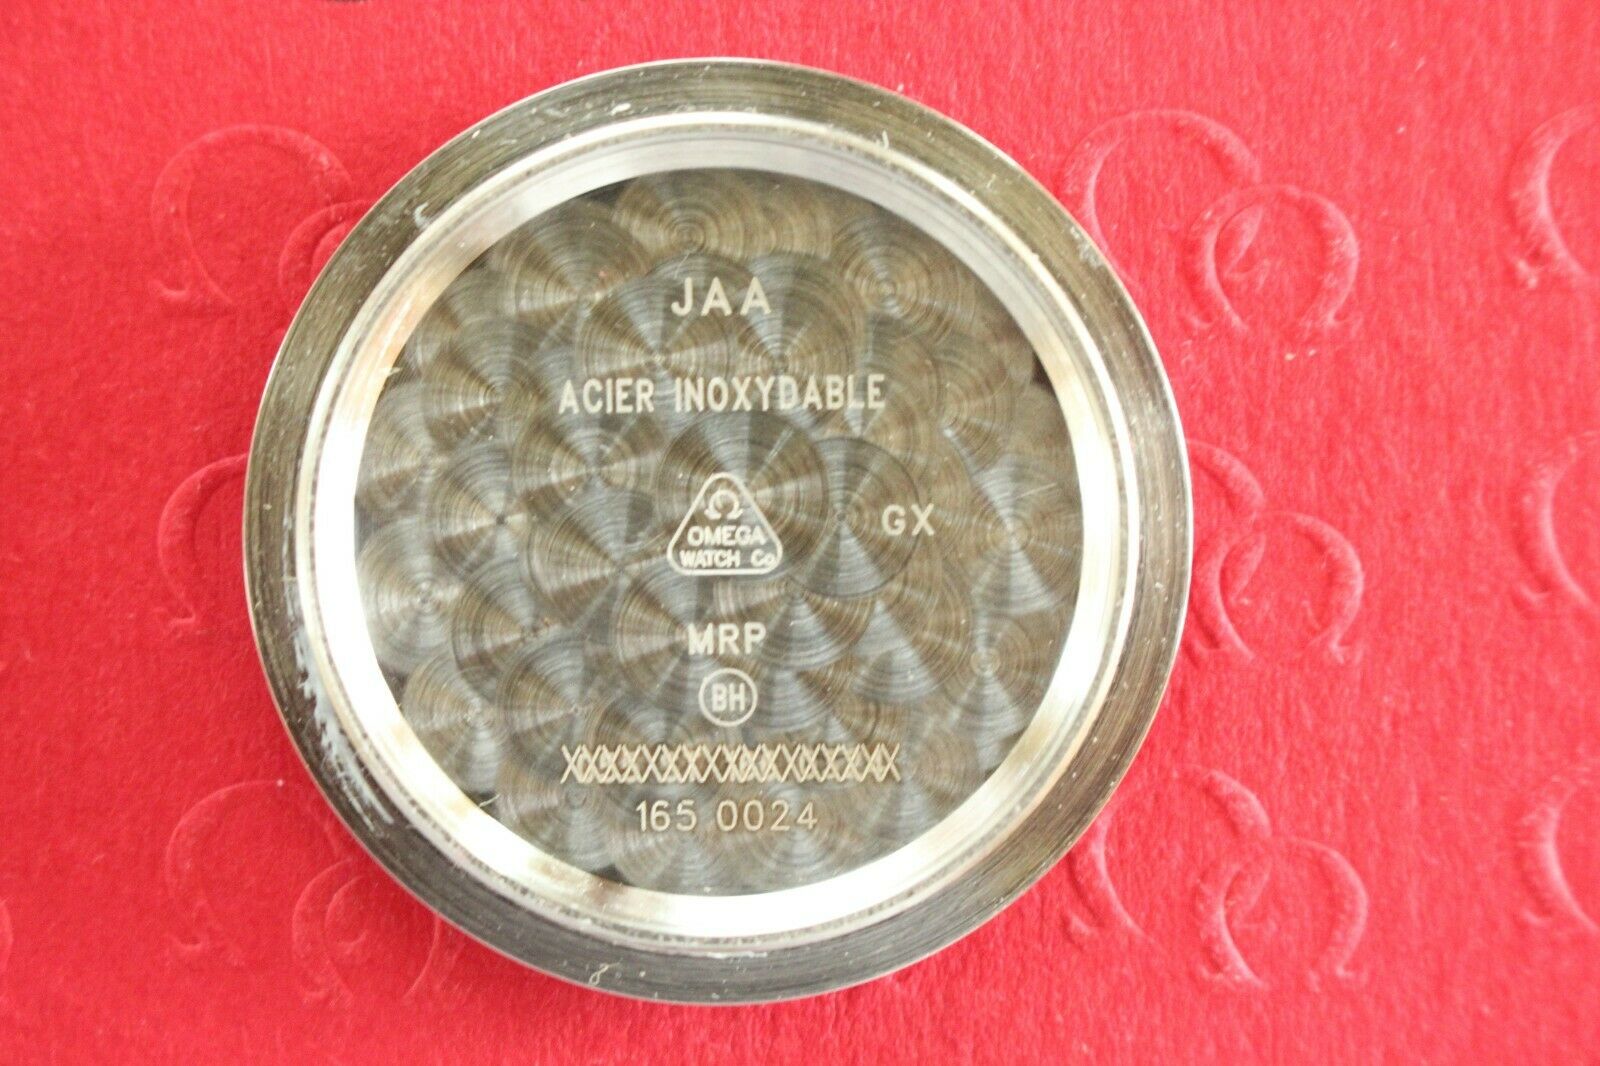 JAA
ACIER INOXYDABLE
Ω
OMEGA
WATCH Co
GX
MRP
BH
165 0024